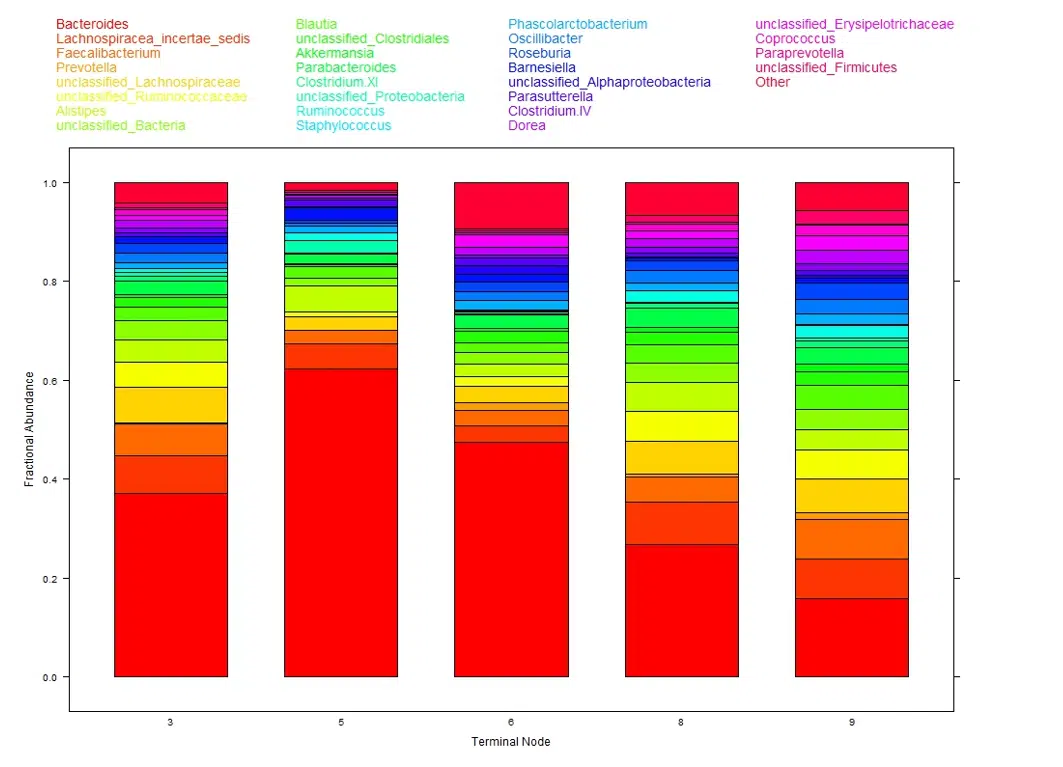 Bacteroides
Lachnospiracea_incertae_sedis
Faecalibacterium
Prevotella
unclassified_Lachnospiraceae
unclassified_Ruminococcaceae
Alistipes
unclassified_Bacteria
Blautia
unclassified_Clostridiales
Akkermansia
Parabacteroides
Clostridium.XI
unclassified_Proteobacteria
Ruminococcus
Staphylococcus
Phascolarctobacterium
Oscillibacter
Roseburia
Barnesiella
unclassified_Alphaproteobacteria
Parasutterella
Clostridium.IV
Dorea
unclassified_Erysipelotrichaceae
Coprococcus
Paraprevotella
unclassified_Firmicutes
Other
Fractional Abundance
1.0
0.8
0.6
0.4
0.2
0.0
3 5 6 8 9
Terminal Node